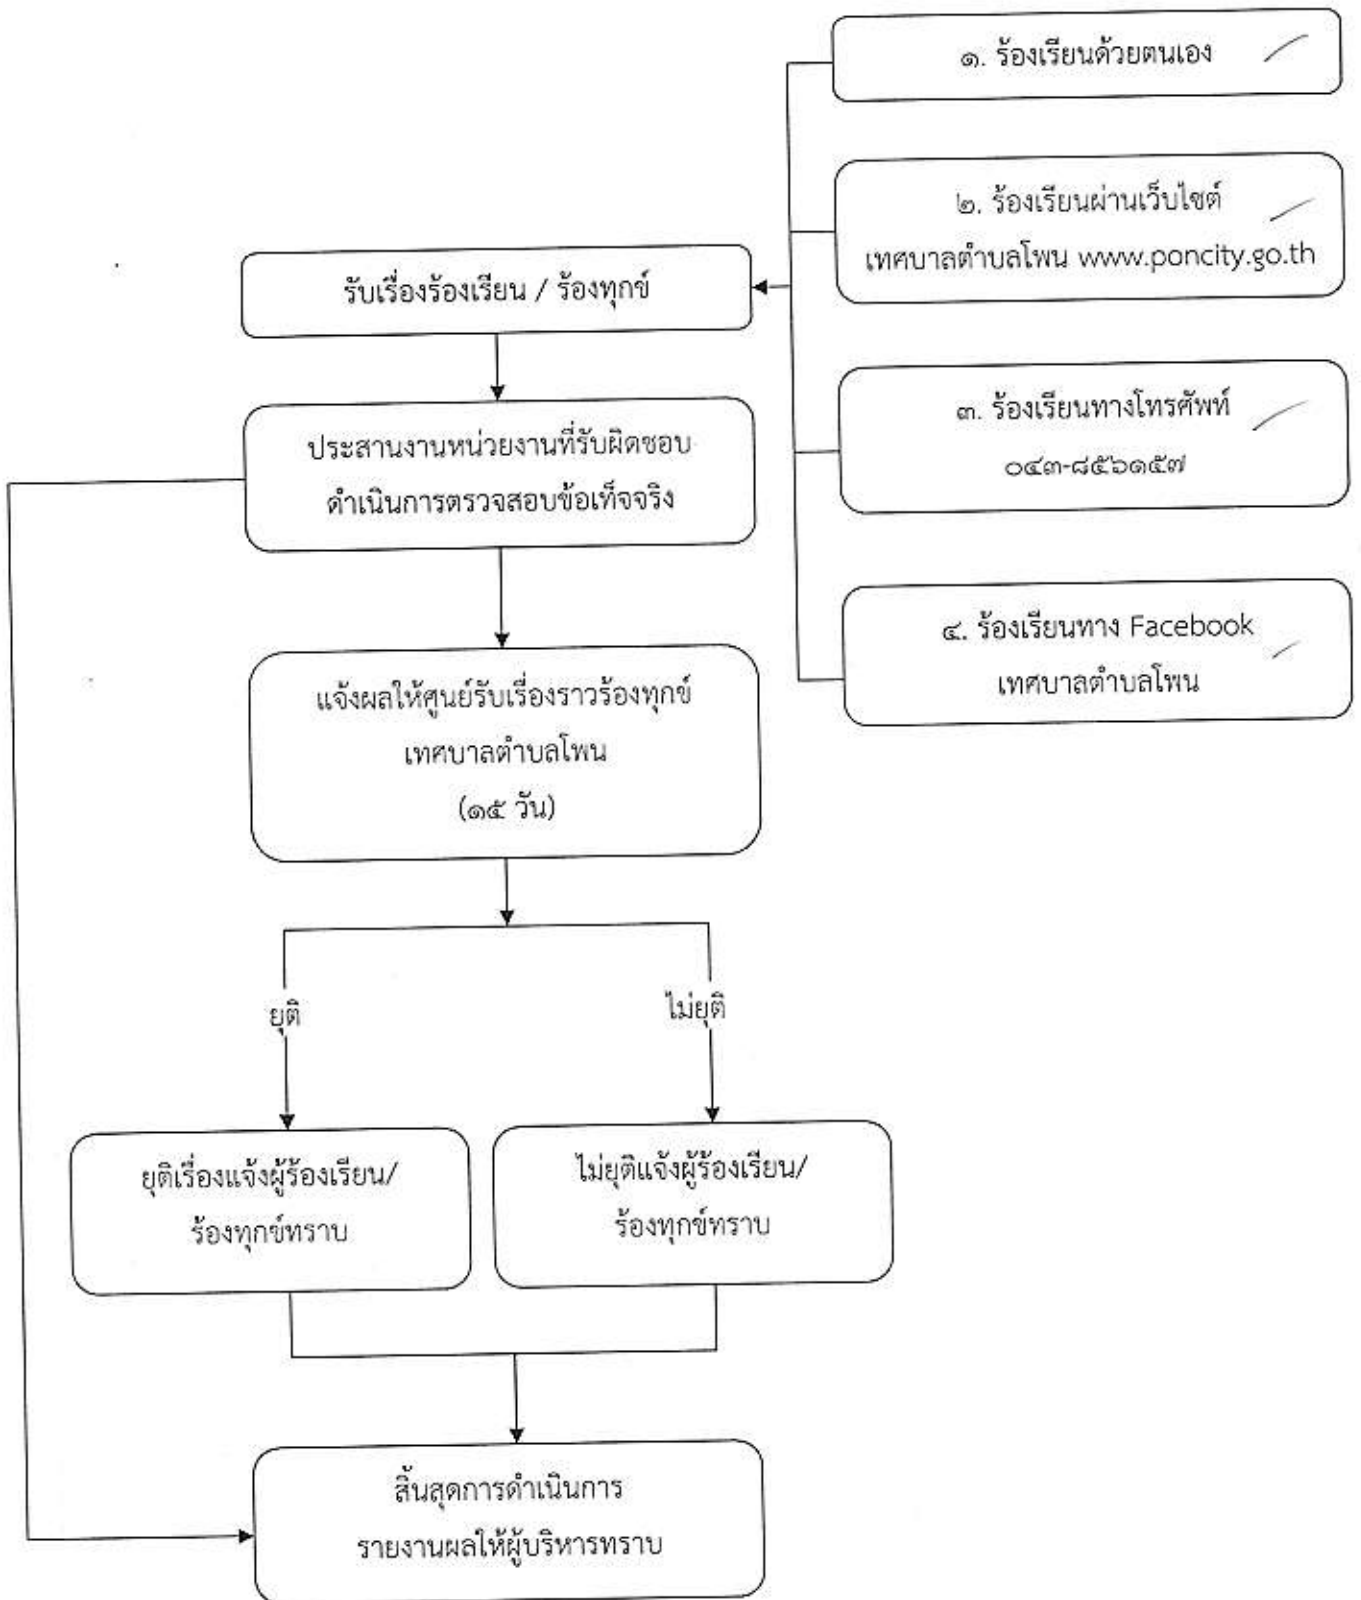 ๑. ร้องเรียนด้วยตนเอง
๒. ร้องเรียนผ่านเว็บไซต์
เทศบาลตำบลโพน www.poncity.go.th
รับเรื่องร้องเรียน / ร้องทุกข์
๓. ร้องเรียนทางโทรศัพท์
๐๔๓-๘๕๖๑๕๗
ประสานงานหน่วยงานที่รับผิดชอบ
ดำเนินการตรวจสอบข้อเท็จจริง
๔. ร้องเรียนทาง Facebook
เทศบาลตำบลโพน
แจ้งผลให้ศูนย์รับเรื่องราวร้องทุกข์
เทศบาลตำบลโพน
(๑๕ วัน)
ยุติ
ไม่ยุติ
ยุติเรื่องแจ้งผู้ร้องเรียน/
ร้องทุกข์ทราบ
ไม่ยุติแจ้งผู้ร้องเรียน/
ร้องทุกข์ทราบ
สิ้นสุดการดำเนินการ
รายงานผลให้ผู้บริหารทราบ